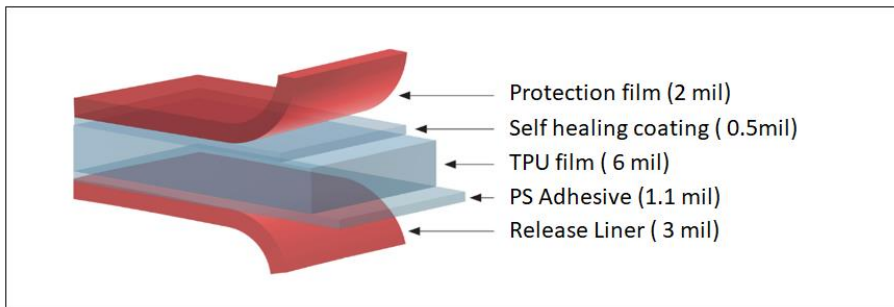 Protection film (2 mil)
Self healing coating ( 0.5mil)
TPU film ( 6 mil)
PS Adhesive (1.1 mil)
Release Liner ( 3 mil)